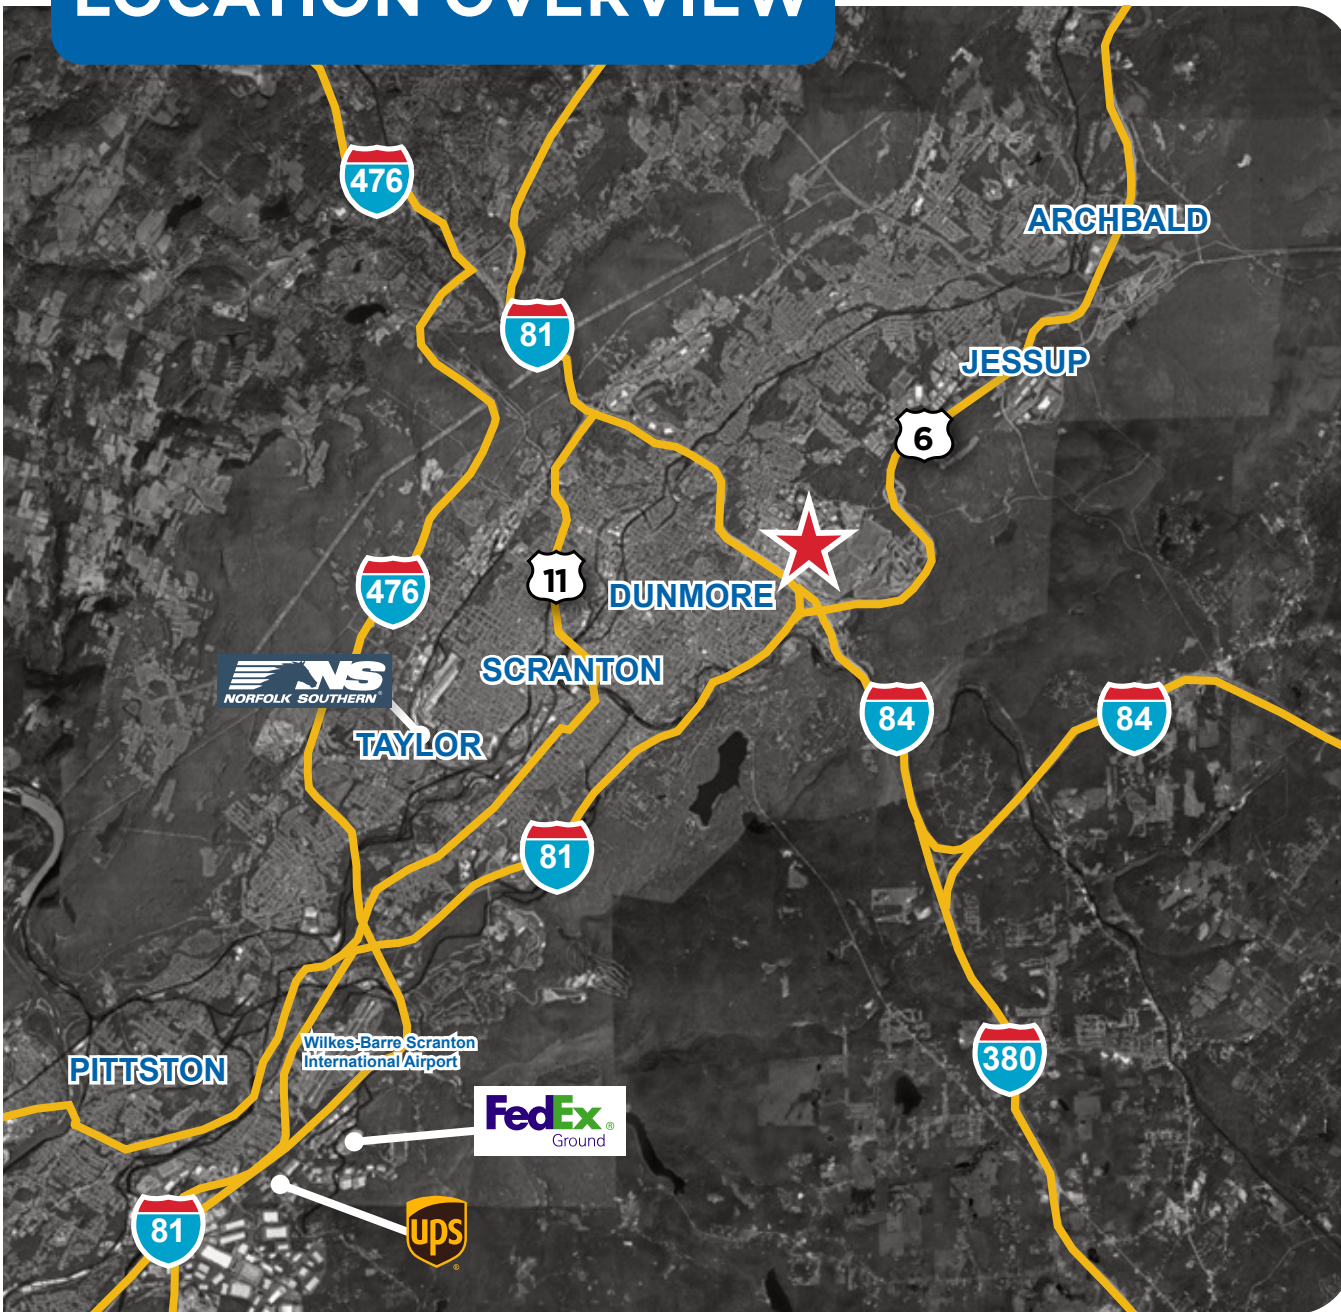 LOCATION OVERVIEW
476
ARCHBALD
81
JESSUP
6
11
476
DUNMORE
NS
NORFOLK SOUTHERN®
SCRANTON
84
84
TAYLOR
81
Wilkes-Barre Scranton
International Airport
380
PITTSTON
FedEx®
Ground
81
ups®